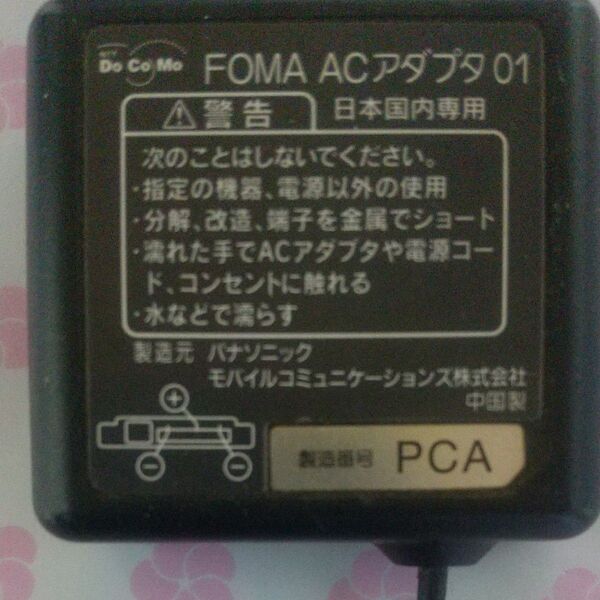 NTT
DoCoMo
FOMA ACアダプタ 01
警告
日本国内専用
次のことはしないでください。
・指定の機器、電源以外の使用
・分解、改造、端子を金属でショート
・濡れた手でACアダプタや電源コー
ド、コンセントに触れる
・水などで濡らす
製造元 パナソニック
モバイルコミュニケーションズ株式会社
中国製
製造番号 PCA